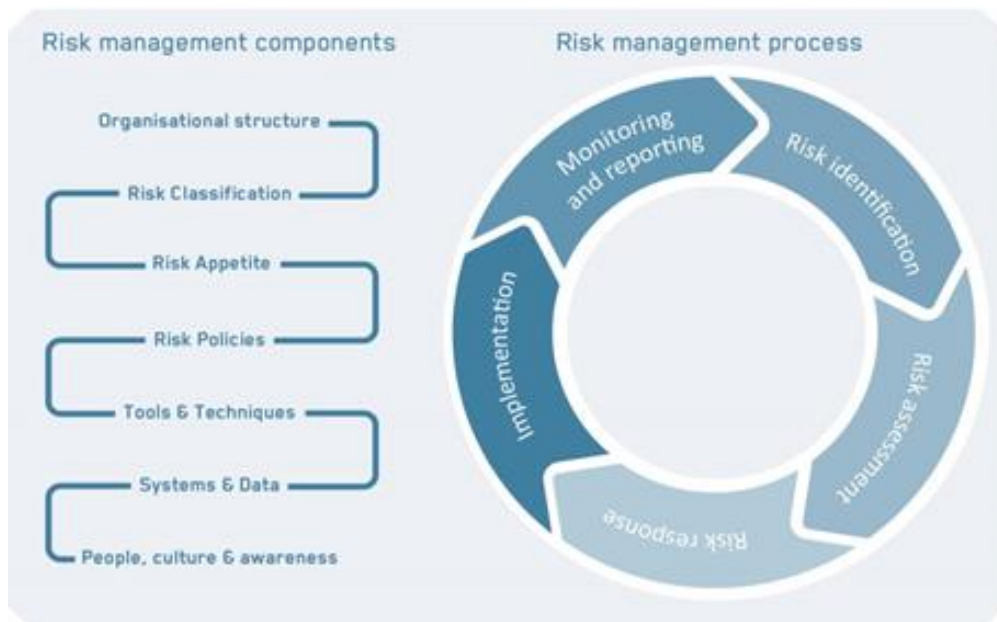 Risk management components
Organisational structure
Risk Classification
Risk Appetite
Risk Policies
Tools & Techniques
Systems & Data
People, culture & awareness
Risk management process
Monitoring
and reporting
Risk identification
Risk assessment
Risk response
Implementation